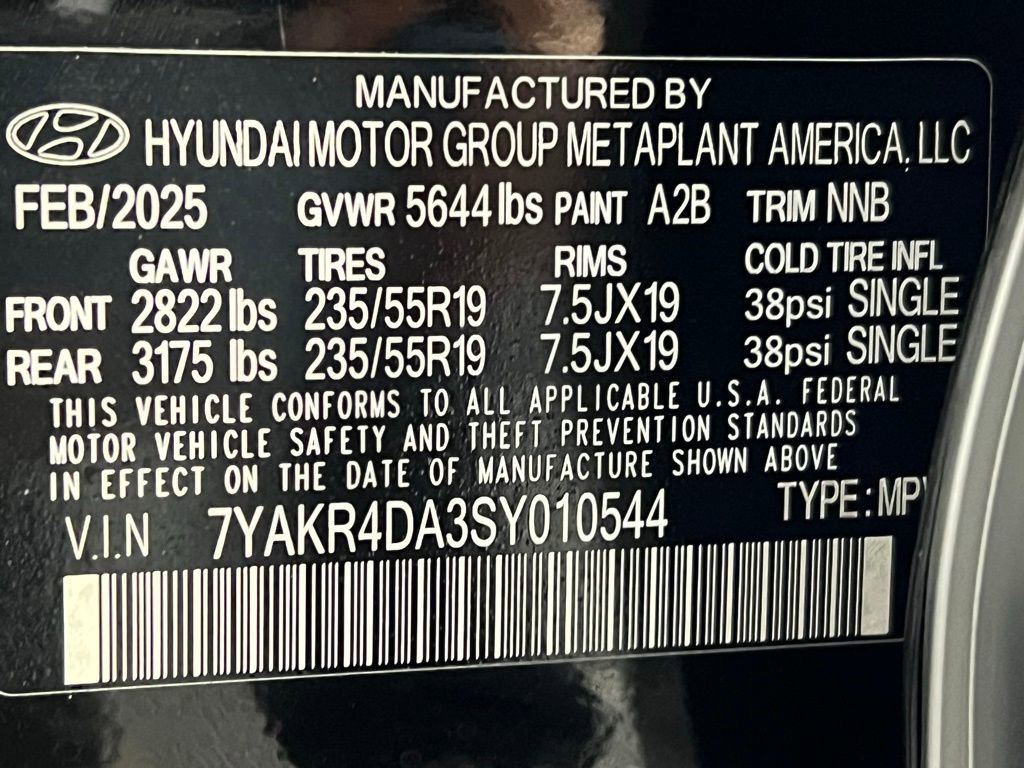 MANUFACTURED BY
HYUNDAI MOTOR GROUP METAPLANT AMERICA, LLC
FEB/2025 GVWR 5644 lbs PAINT A2B TRIM NNB
GAWR TIRES RIMS COLD TIRE INFL
FRONT 2822 lbs 235/55R19 7.5JX19 38psi SINGLE
REAR 3175 lbs 235/55R19 7.5JX19 38psi SINGLE
THIS VEHICLE CONFORMS TO ALL APPLICABLE U.S.A. FEDERAL
MOTOR VEHICLE SAFETY AND THEFT PREVENTION STANDARDS
IN EFFECT ON THE DATE OF MANUFACTURE SHOWN ABOVE
V.I.N 7YAKR4DA3SY010544 TYPE: MPV